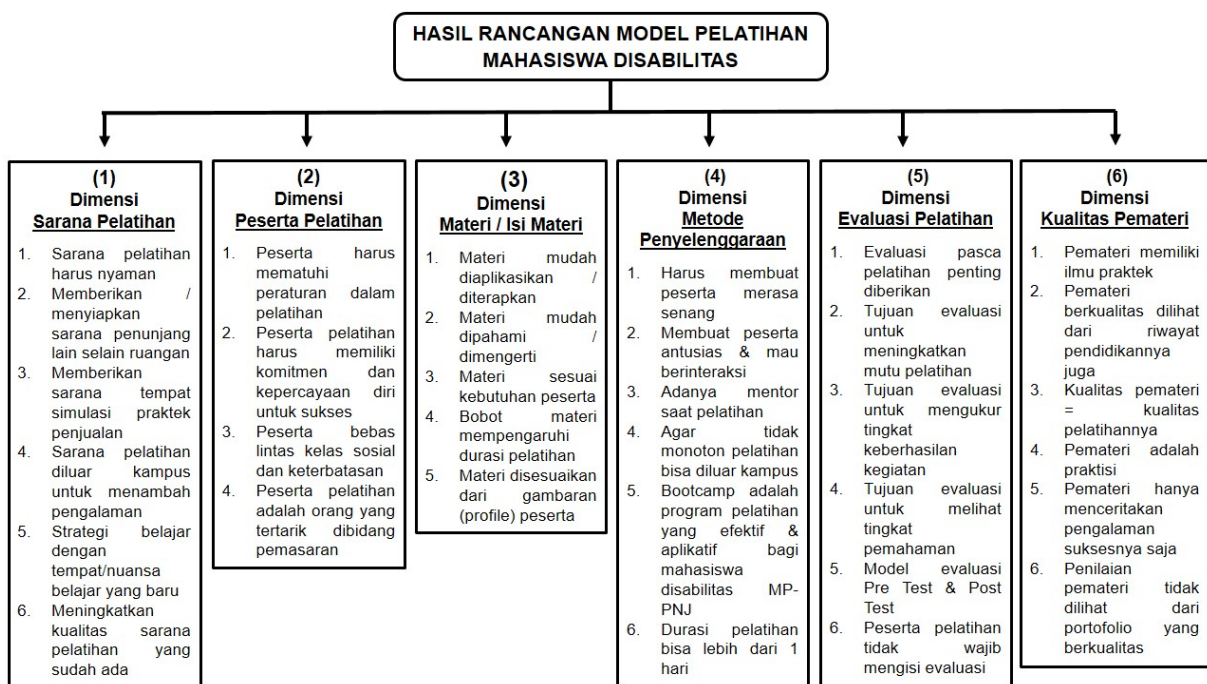 HASIL RANCANGAN MODEL PELATIHAN
MAHASISWA DISABILITAS
(1)
Dimensi
Sarana Pelatihan
1. Sarana pelatihan
harus nyaman
2. Memberikan /
menyiapkan
sarana penunjang
lain selain ruangan
3. Memberikan
sarana tempat
simulasi praktek
penjualan
4. Sarana pelatihan
diluar kampus
untuk menambah
pengalaman
5. Strategi belajar
dengan
tempat/nuansa
belajar yang baru
6. Meningkatkan
kualitas sarana
pelatihan yang
sudah ada
(2)
Dimensi
Peserta Pelatihan
1. Peserta harus
mematuhi
peraturan dalam
pelatihan
2. Peserta pelatihan
harus memiliki
komitmen dan
kepercayaan diri
untuk sukses
3. Peserta bebas
lintas kelas sosial
dan keterbatasan
4. Peserta pelatihan
adalah orang yang
tertarik dibidang
pemasaran
(3)
Dimensi
Materi / Isi Materi
1. Materi mudah
diaplikasikan /
diterapkan
2. Materi mudah
dipahami /
dimengerti
3. Materi sesuai
kebutuhan peserta
4. Bobot materi
mempengaruhi
durasi pelatihan
5. Materi disesuaikan
dari gambaran
(profile) peserta
(4)
Dimensi
Metode
Penyelenggaraan
1. Harus membuat
peserta merasa
senang
2. Membuat peserta
antusias & mau
berinteraksi
3. Adanya mentor
saat pelatihan
4. Agar tidak
monoton pelatihan
bisa diluar kampus
5. Bootcamp adalah
program pelatihan
yang efektif &
aplikatif bagi
mahasiswa
disabilitas MP-
PNJ
6. Durasi pelatihan
bisa lebih dari 1
hari
(5)
Dimensi
Evaluasi Pelatihan
1. Evaluasi pasca
pelatihan penting
diberikan
2. Tujuan evaluasi
untuk
meningkatkan
mutu pelatihan
3. Tujuan evaluasi
untuk mengukur
tingkat
keberhasilan
kegiatan
4. Tujuan evaluasi
untuk melihat
tingkat
pemahaman
5. Model evaluasi
Pre Test & Post
Test
6. Peserta pelatihan
tidak wajib
mengisi evaluasi
(6)
Dimensi
Kualitas Pemateri
1. Pemateri memiliki
ilmu praktek
2. Pemateri
berkualitas dilihat
dari riwayat
pendidikannya
juga
3. Kualitas pemateri
= kualitas
pelatihannya
4. Pemateri adalah
praktisi
5. Pemateri hanya
menceritakan
pengalaman
suksesnya saja
6. Penilaian
pemateri tidak
dilihat dari
portofolio yang
berkualitas